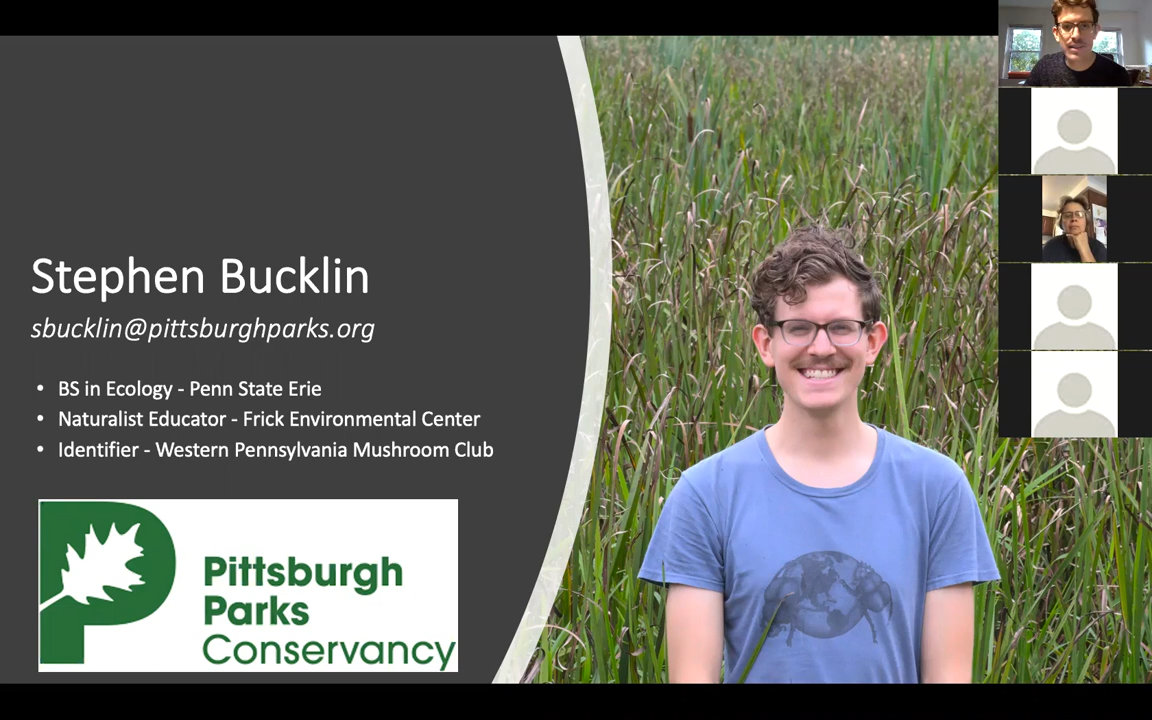 Stephen Bucklin
sbucklin@pittsburghparks.org
• BS in Ecology - Penn State Erie
• Naturalist Educator - Frick Environmental Center
• Identifier - Western Pennsylvania Mushroom Club
Pittsburgh
Parks
Conservancy